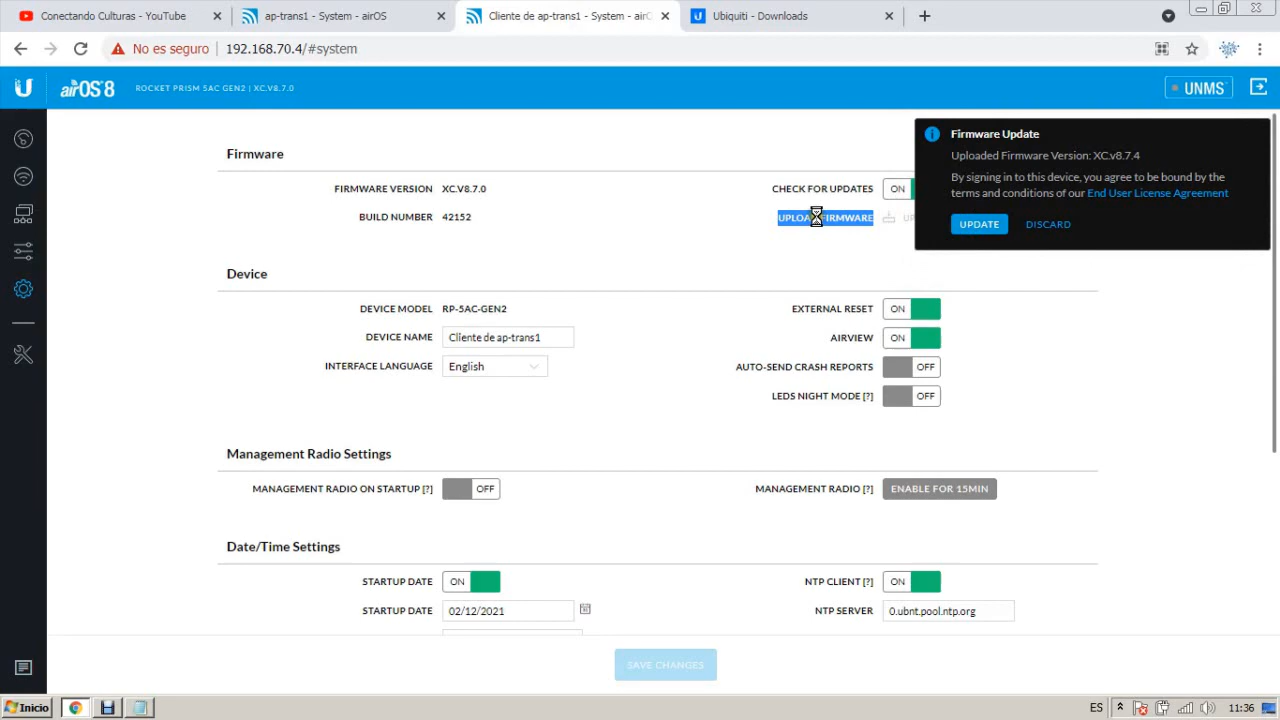 Conectando Culturas - YouTube
ap-trans1 - System - airOS
Cliente de ap-trans1 - System - air
Ubiquiti - Downloads
No es seguro
192.168.70.4/#system
airOS 8
ROCKET PRISM 5AC GEN2 | XC.V8.7.0
UNMS
Firmware
FIRMWARE VERSION XC.V8.7.0
CHECK FOR UPDATES ON
BUILD NUMBER 42152
UPLOAD FIRMWARE UP
Firmware Update
Uploaded Firmware Version: XC.v8.7.4
By signing in to this device, you agree to be bound by the
terms and conditions of our End User License Agreement
UPDATE DISCARD
Device
DEVICE MODEL RP-5AC-GEN2
EXTERNAL RESET ON
DEVICE NAME Cliente de ap-trans1
AIRVIEW ON
INTERFACE LANGUAGE English
AUTO-SEND CRASH REPORTS OFF
LEDS NIGHT MODE [?] OFF
Management Radio Settings
MANAGEMENT RADIO ON STARTUP [?] OFF
MANAGEMENT RADIO [?] ENABLE FOR 15MIN
Date/Time Settings
STARTUP DATE ON
NTP CLIENT [?] ON
STARTUP DATE 02/12/2021
NTP SERVER 0.ubnt.pool.ntp.org
SAVE CHANGES
Inicio
ES
11:36